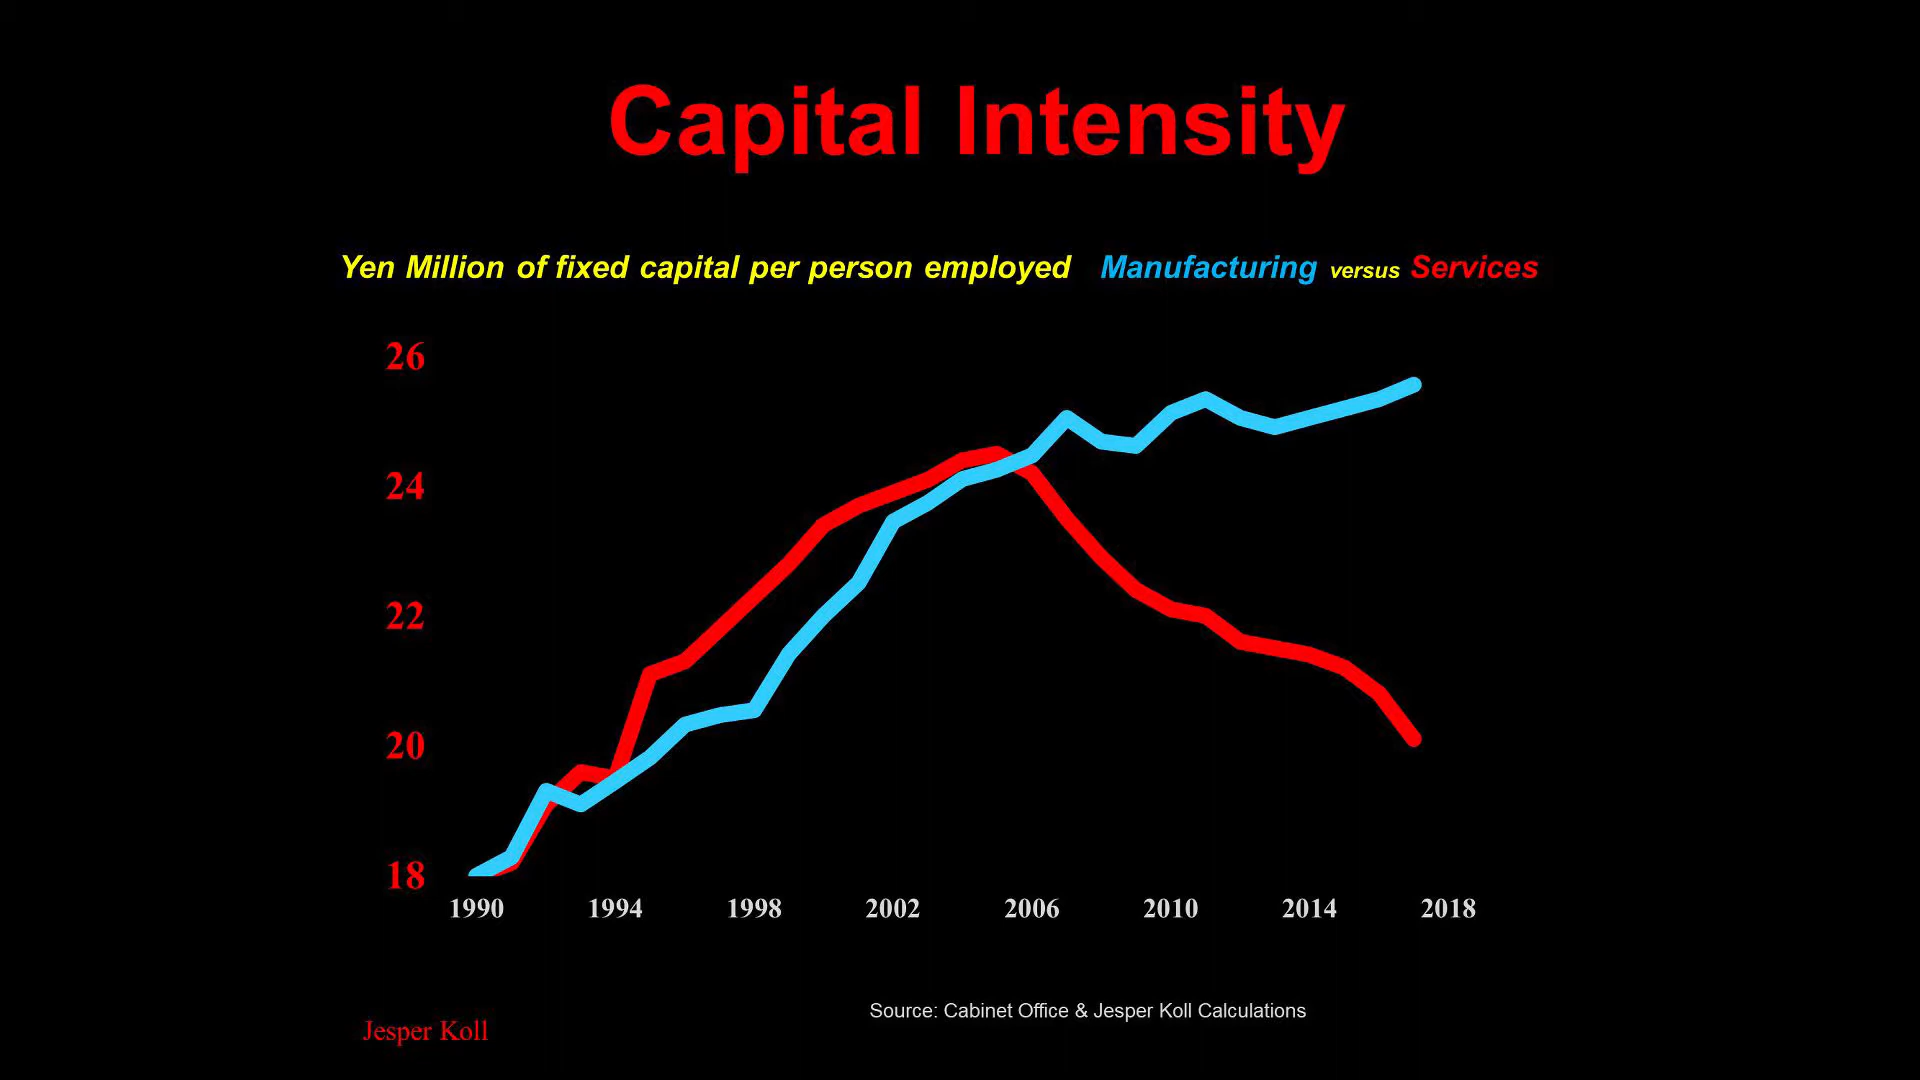 Capital Intensity
Yen Million of fixed capital per person employed Manufacturing versus Services
26
24
22
20
18
1990 1994 1998 2002 2006 2010 2014 2018
Source: Cabinet Office & Jesper Koll Calculations
Jesper Koll